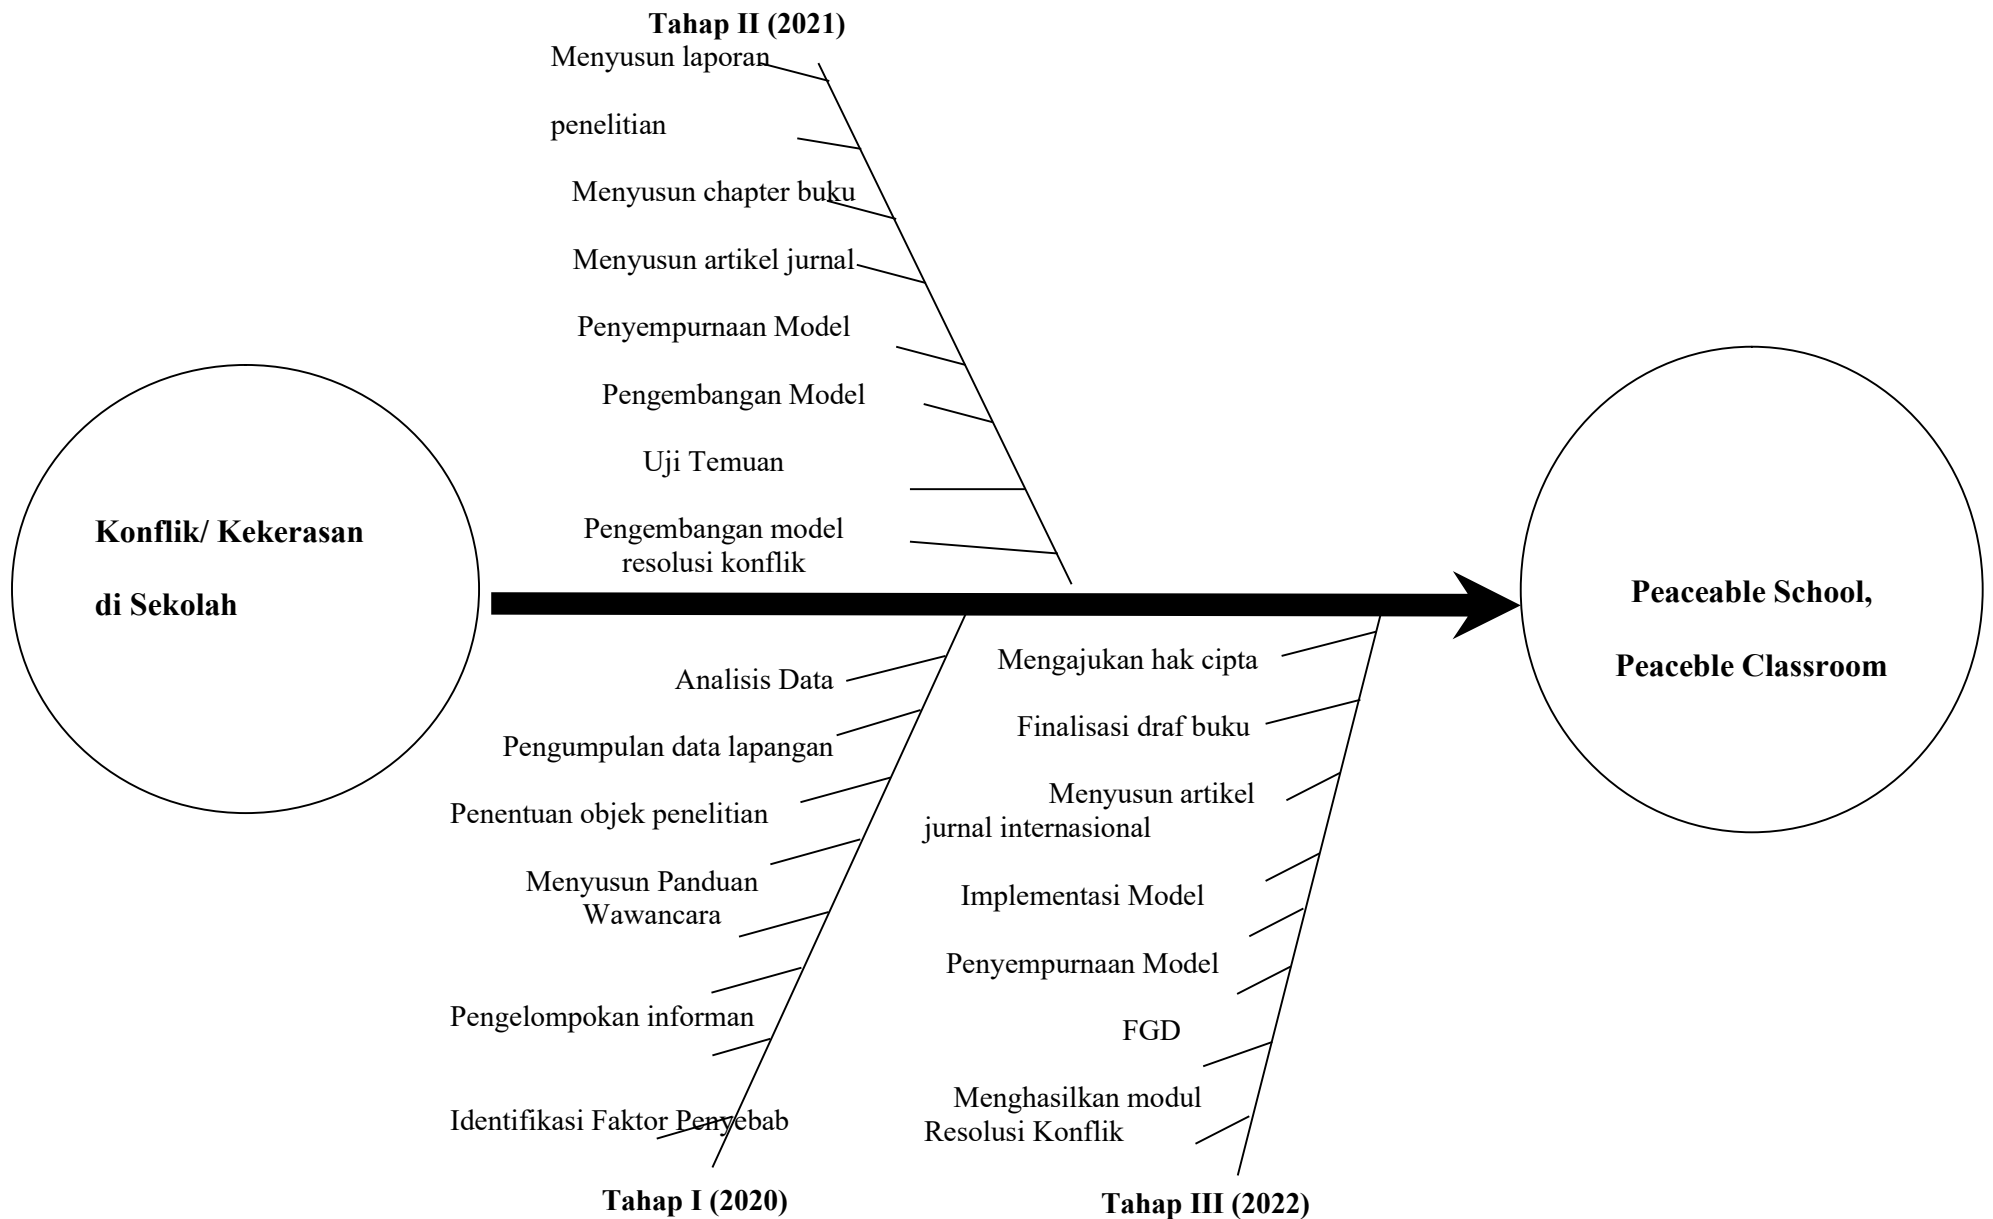 Tahap II (2021)
Menyusun laporan
penelitian
Menyusun chapter buku
Menyusun artikel jurnal
Penyempurnaan Model
Pengembangan Model
Uji Temuan
Pengembangan model
resolusi konflik
Konflik/ Kekerasan
di Sekolah
Peaceable School,
Peaceble Classroom
Analisis Data
Pengumpulan data lapangan
Penentuan objek penelitian
Menyusun Panduan
Wawancara
Pengelompokan informan
Identifikasi Faktor Penyebab
Tahap I (2020)
Mengajukan hak cipta
Finalisasi draf buku
Menyusun artikel
jurnal internasional
Implementasi Model
Penyempurnaan Model
FGD
Menghasilkan modul
Resolusi Konflik
Tahap III (2022)